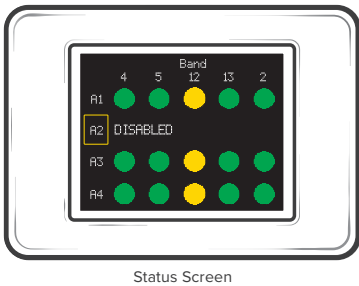 Band
4 5 12 13 2
A1
A2 DISABLED
A3
A4
Status Screen